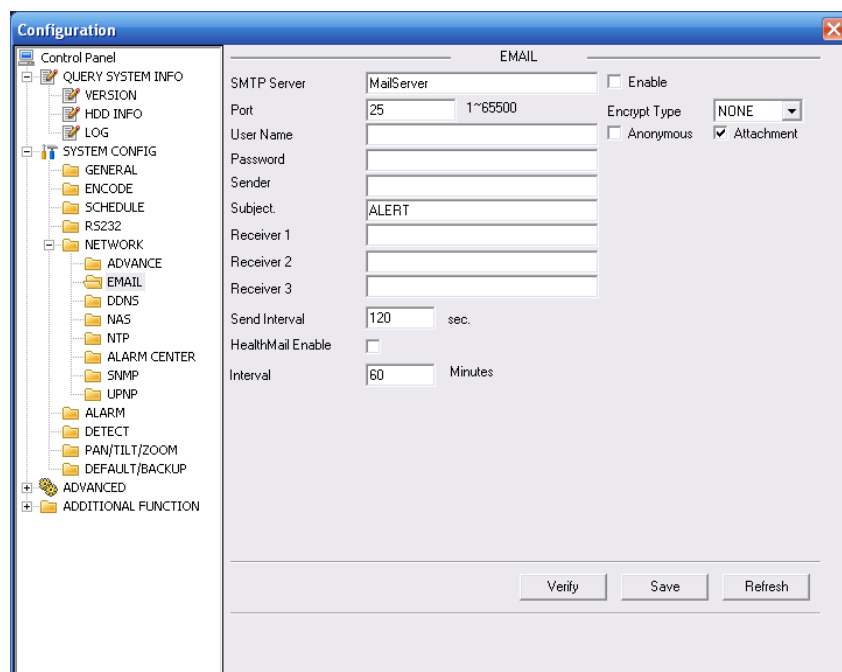 Configuration
Control Panel
QUERY SYSTEM INFO
VERSION
HDD INFO
LOG
SYSTEM CONFIG
GENERAL
ENCODE
SCHEDULE
RS232
NETWORK
ADVANCE
EMAIL
DDNS
NAS
NTP
ALARM CENTER
SNMP
UPNP
ALARM
DETECT
PAN/TILT/ZOOM
DEFAULT/BACKUP
ADVANCED
ADDITIONAL FUNCTION
EMAIL
SMTP Server MailServer Enable
Port 25 1~65500 Encrypt Type NONE
User Name Anonymous Attachment
Password
Sender
Subject. ALERT
Receiver 1
Receiver 2
Receiver 3
Send Interval 120 sec.
HealthMail Enable
Interval 60 Minutes
Verify Save Refresh